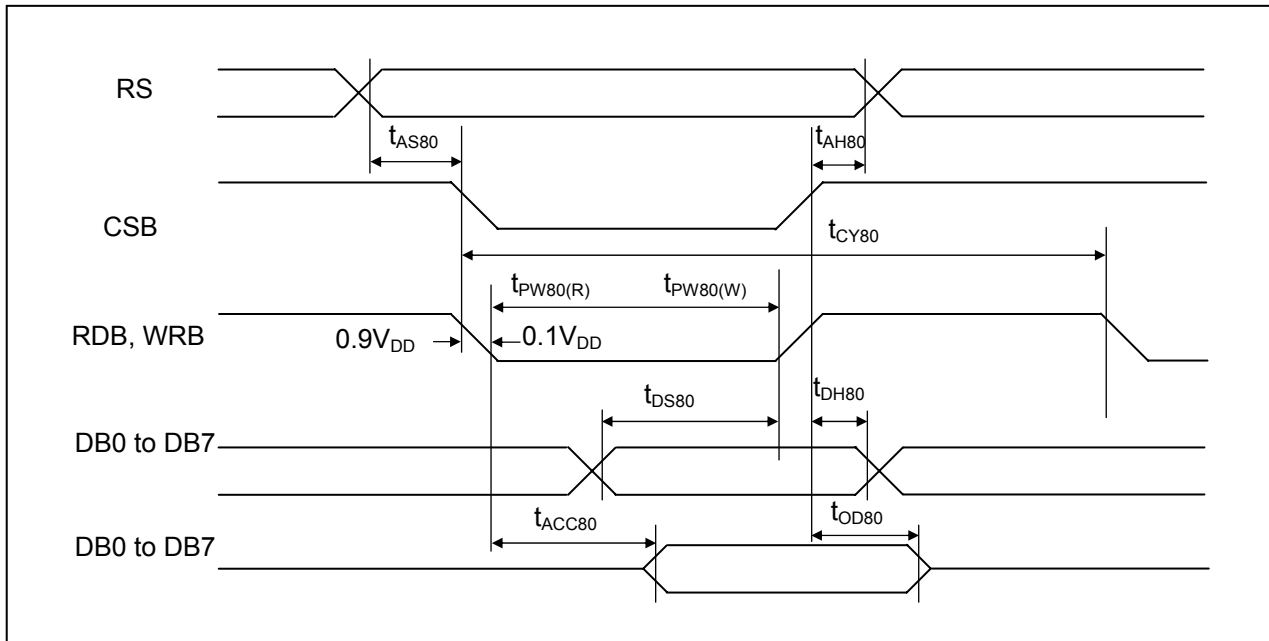 RS
tAS80
tAH80
CSB
tCY80
tPW80(R) tPW80(W)
RDB, WRB
0.9VDD 0.1VDD
tDS80 tDH80
DB0 to DB7
tACC80 tOD80
DB0 to DB7